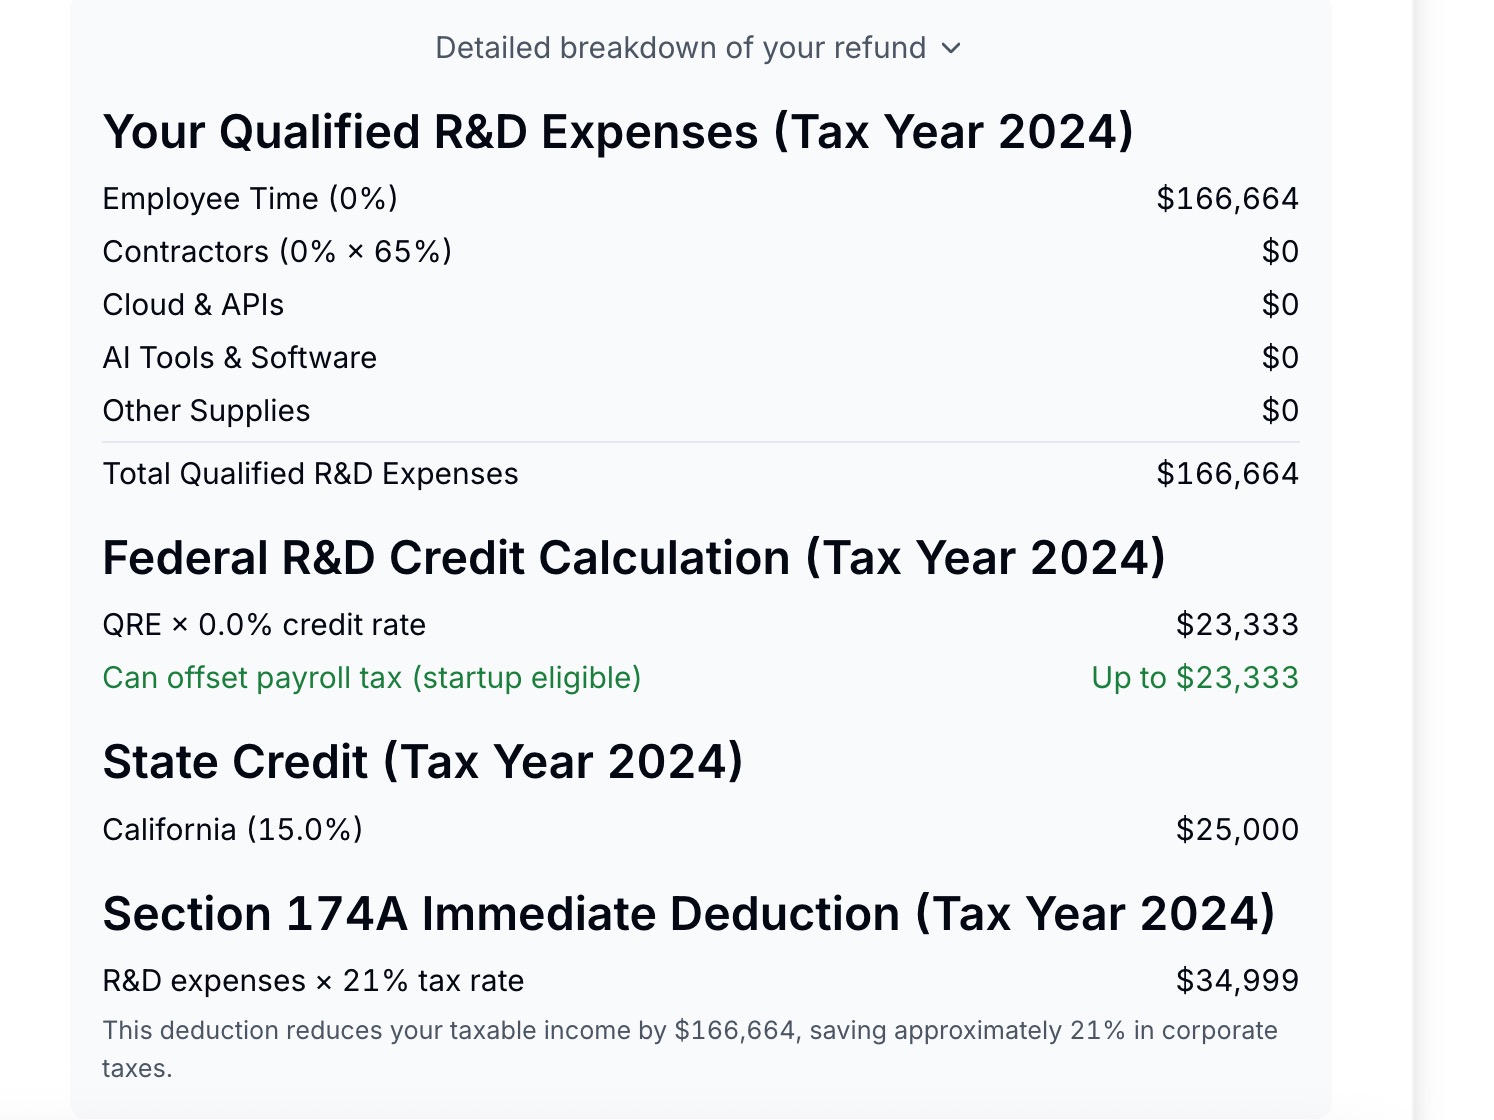 Detailed breakdown of your refund
Your Qualified R&D Expenses (Tax Year 2024)
Employee Time (0%) $166,664
Contractors (0% × 65%) $0
Cloud & APIs $0
AI Tools & Software $0
Other Supplies $0
Total Qualified R&D Expenses $166,664
Federal R&D Credit Calculation (Tax Year 2024)
QRE × 0.0% credit rate $23,333
Can offset payroll tax (startup eligible) Up to $23,333
State Credit (Tax Year 2024)
California (15.0%) $25,000
Section 174A Immediate Deduction (Tax Year 2024)
R&D expenses × 21% tax rate $34,999
This deduction reduces your taxable income by $166,664, saving approximately 21% in corporate
taxes.